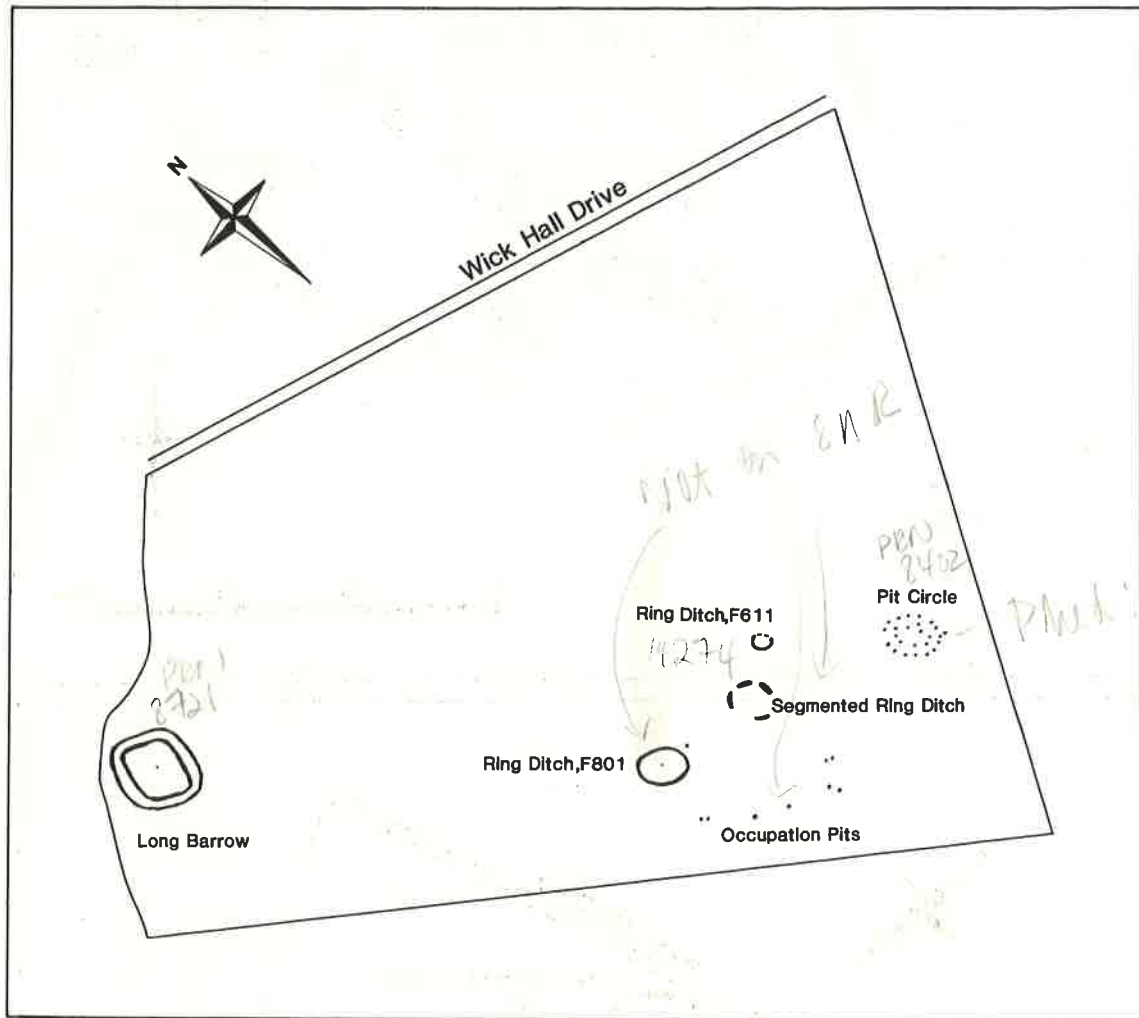 N
Wick Hall Drive
not on SMR
PRN
8402
Pit Circle
Ring Ditch,F611
14274
PRN
8721
Segmented Ring Ditch
Ring Ditch,F801
Long Barrow
Occupation Pits